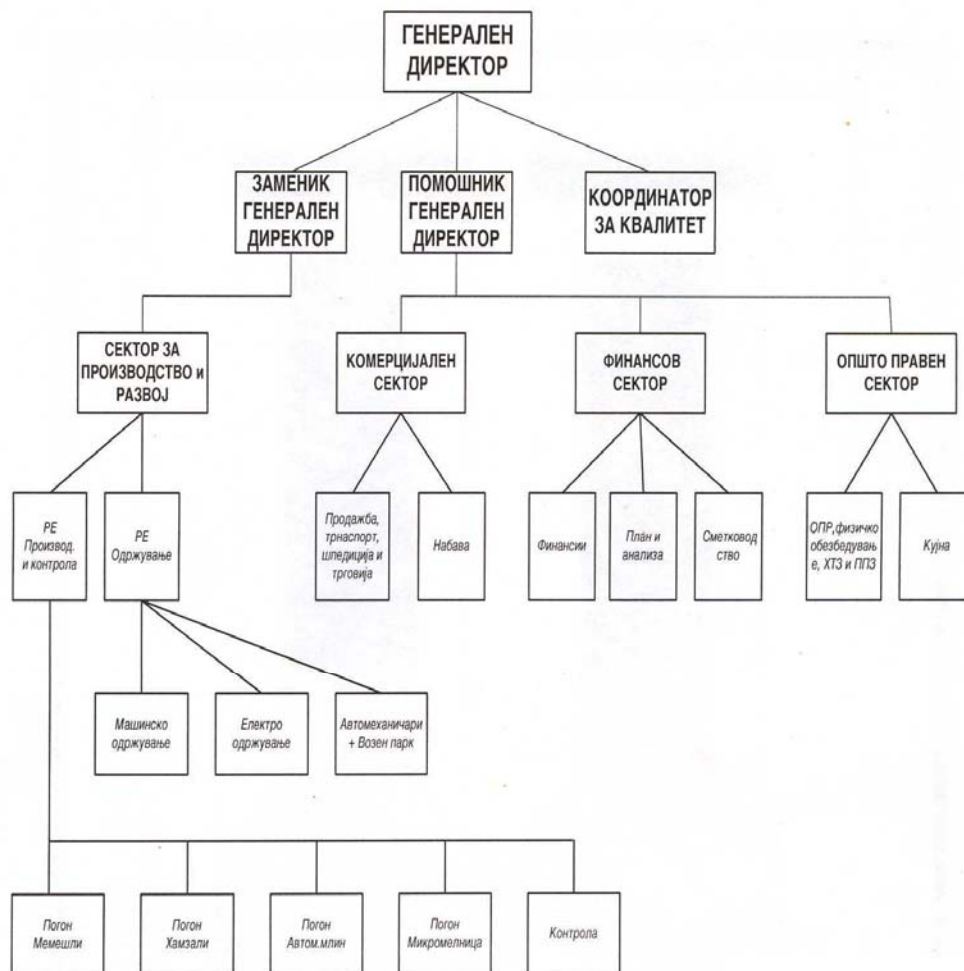 ГЕНЕРАЛЕН
ДИРЕКТОР
ЗАМЕНИК
ГЕНЕРАЛЕН
ДИРЕКТОР
ПОМОШНИК
ГЕНЕРАЛЕН
ДИРЕКТОР
КООРДИНАТОР
ЗА КВАЛИТЕТ
СЕКТОР ЗА
ПРОИЗВОДСТВО и
РАЗВОЈ
КОМЕРЦИЈАЛЕН
СЕКТОР
ФИНАНСОВ
СЕКТОР
ОПШТО ПРАВЕН
СЕКТОР
РЕ
Производ.
и контрола
РЕ
Одржување
Продажба,
трнаспорт,
шпедиција и
трговија
Набава
Финансии
План и
анализа
Сметковод
ство
ОПР,физичко
обезбедувањ
е, ХТЗ и ППЗ
Кујна
Машинско
одржување
Електро
одржување
Автомеханичари
+ Возен парк
Погон
Мемешли
Погон
Хамзали
Погон
Автом.млин
Погон
Микромелница
Контрола